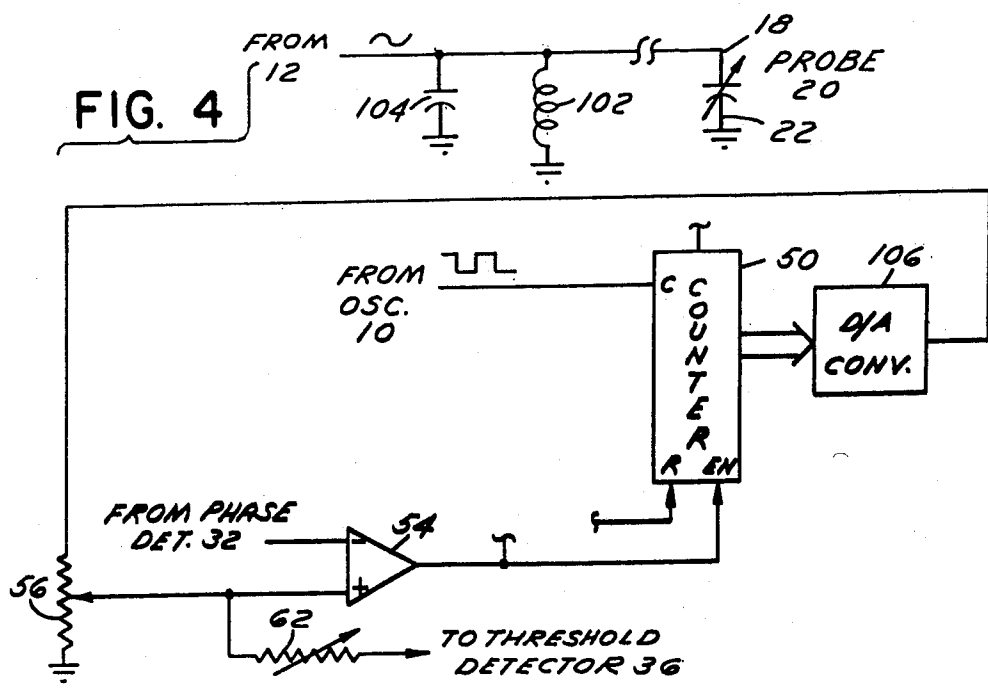 FROM
12
18
FIG. 4
104
102
PROBE
20
22
FROM
OSC.
10
C
COUNTER
R EN
50
106
D/A
CONV.
FROM PHASE
DET. 32
-
+
54
56
62
TO THRESHOLD
DETECTOR 36